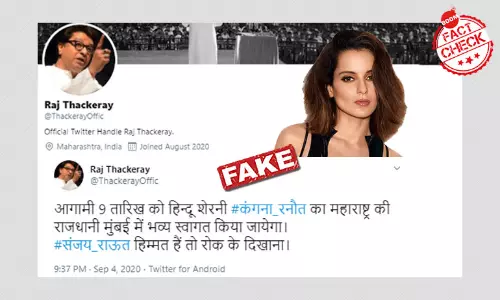 BOOM
FACT
CHECK
Raj Thackeray
@ThackerayOffic
Official Twitter Handle Raj Thackeray.
Maharashtra, India Joined August 2020
FAKE
Raj Thackeray
@ThackerayOffic
आगामी 9 तारिख को हिन्दू शेरनी #कंगना_रनौत का महाराष्ट्र की
राजधानी मुंबई में भव्य स्वागत किया जायेगा।
#संजय_राऊत हिम्मत हैं तो रोक के दिखाना।
9:37 PM · Sep 4, 2020 · Twitter for Android